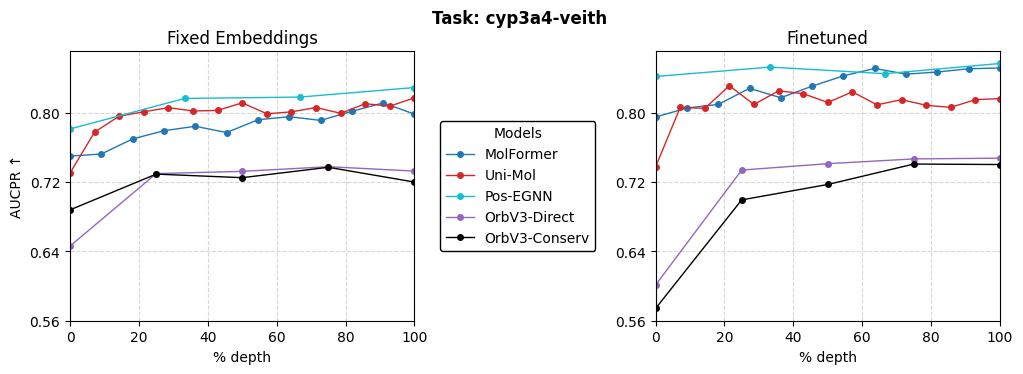 Task: cyp3a4-veith
Fixed Embeddings
AUCPR ↑
0.80
0.72
0.64
0.56
0 20 40 60 80 100
% depth
Models
MolFormer
Uni-Mol
Pos-EGNN
OrbV3-Direct
OrbV3-Conserv
Finetuned
0.80
0.72
0.64
0.56
0 20 40 60 80 100
% depth